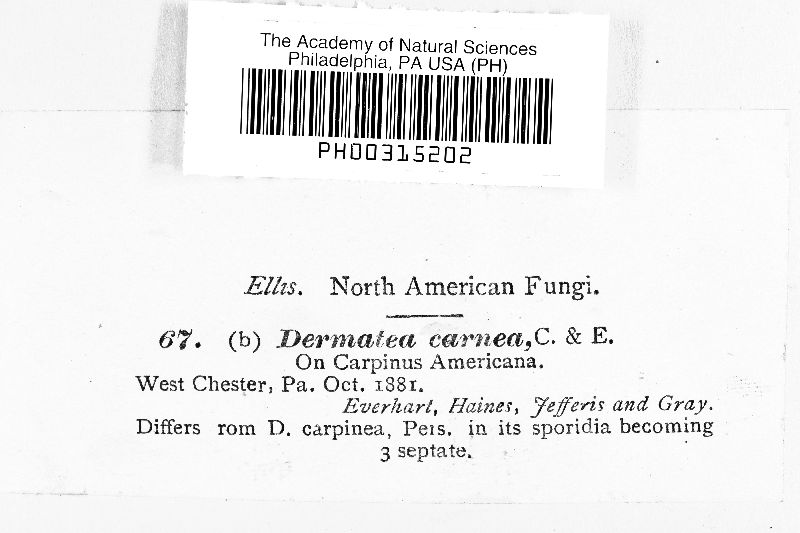 The Academy of Natural Sciences
Philadelphia, PA USA (PH)
PH00315202
Ellis. North American Fungi.
67. (b) Dermatea carnea, C. & E.
On Carpinus Americana.
West Chester, Pa. Oct. 1881.
Everhart, Haines, Jefferis and Gray.
Differs rom D. carpinea, Pers. in its sporidia becoming
3 septate.